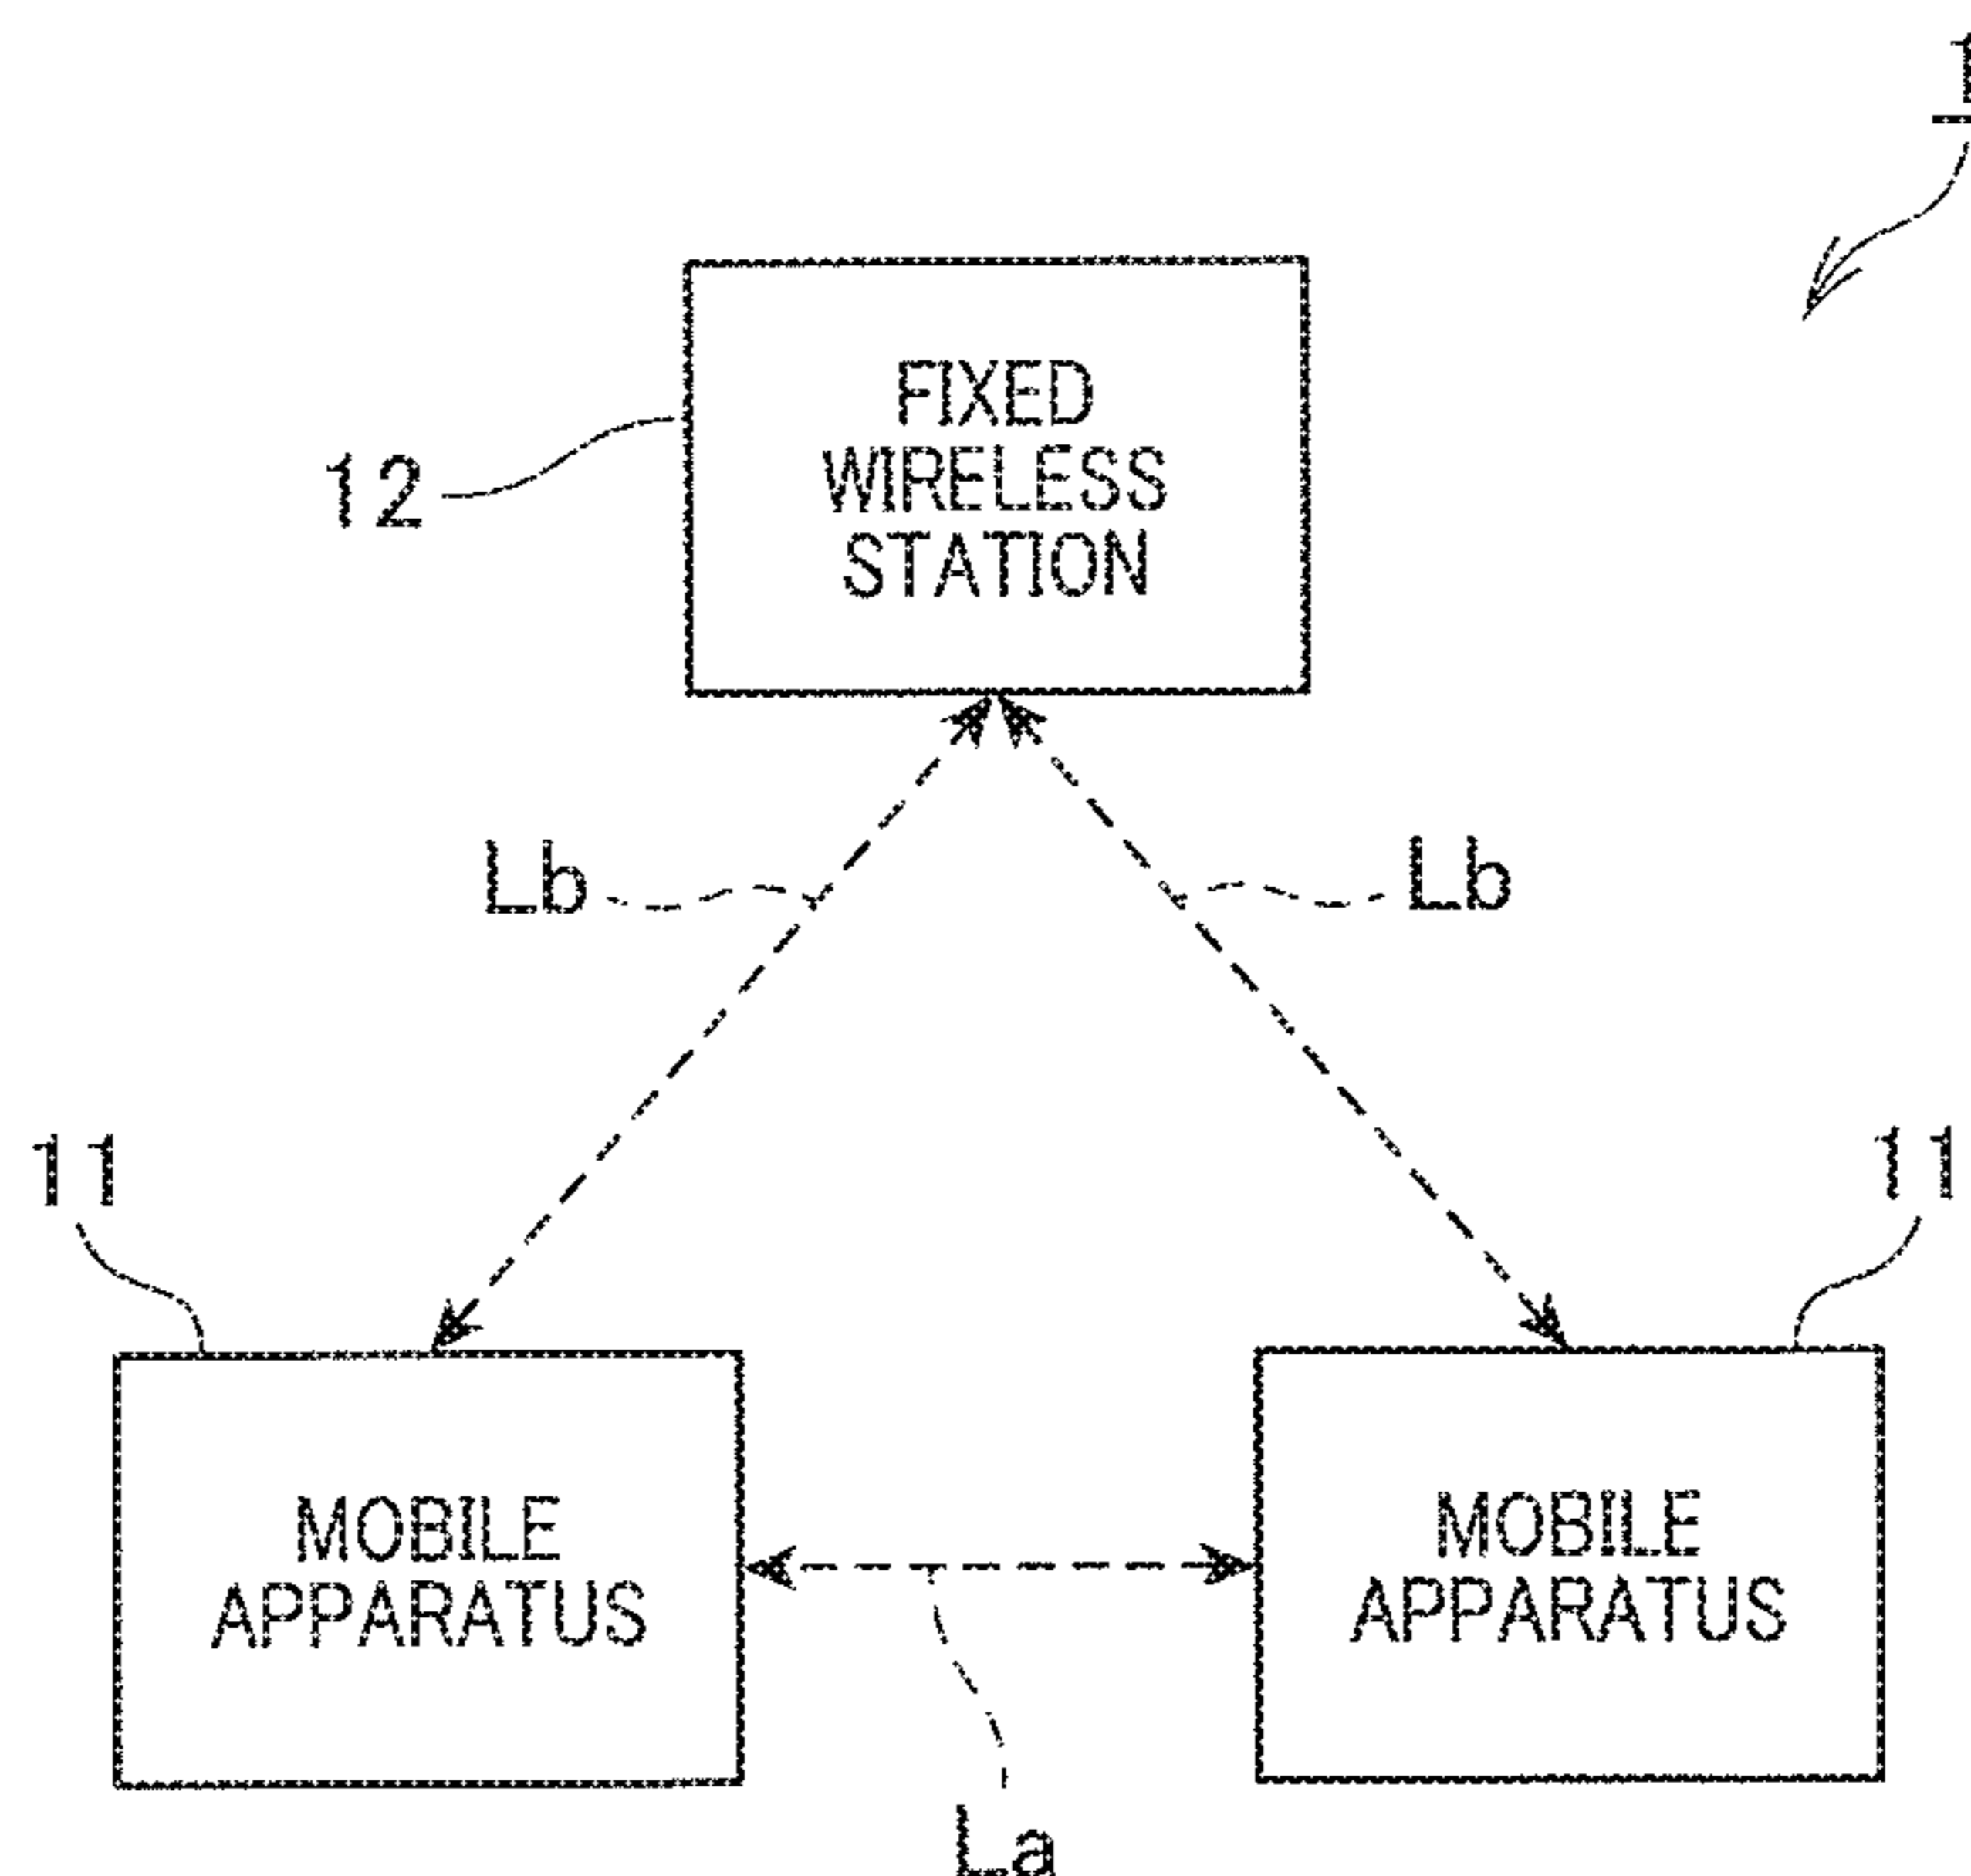 1
FIXED
WIRELESS
STATION
12
Lb
Lb
11
11
MOBILE
APPARATUS
MOBILE
APPARATUS
La